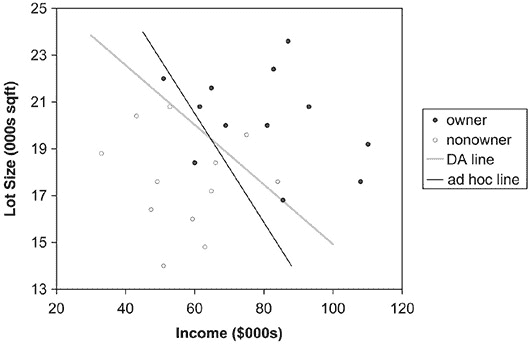 25
23
21
19
17
15
13
Lot Size (000s sqft)
20 40 60 80 100 120
Income ($000s)
owner
nonowner
DA line
ad hoc line